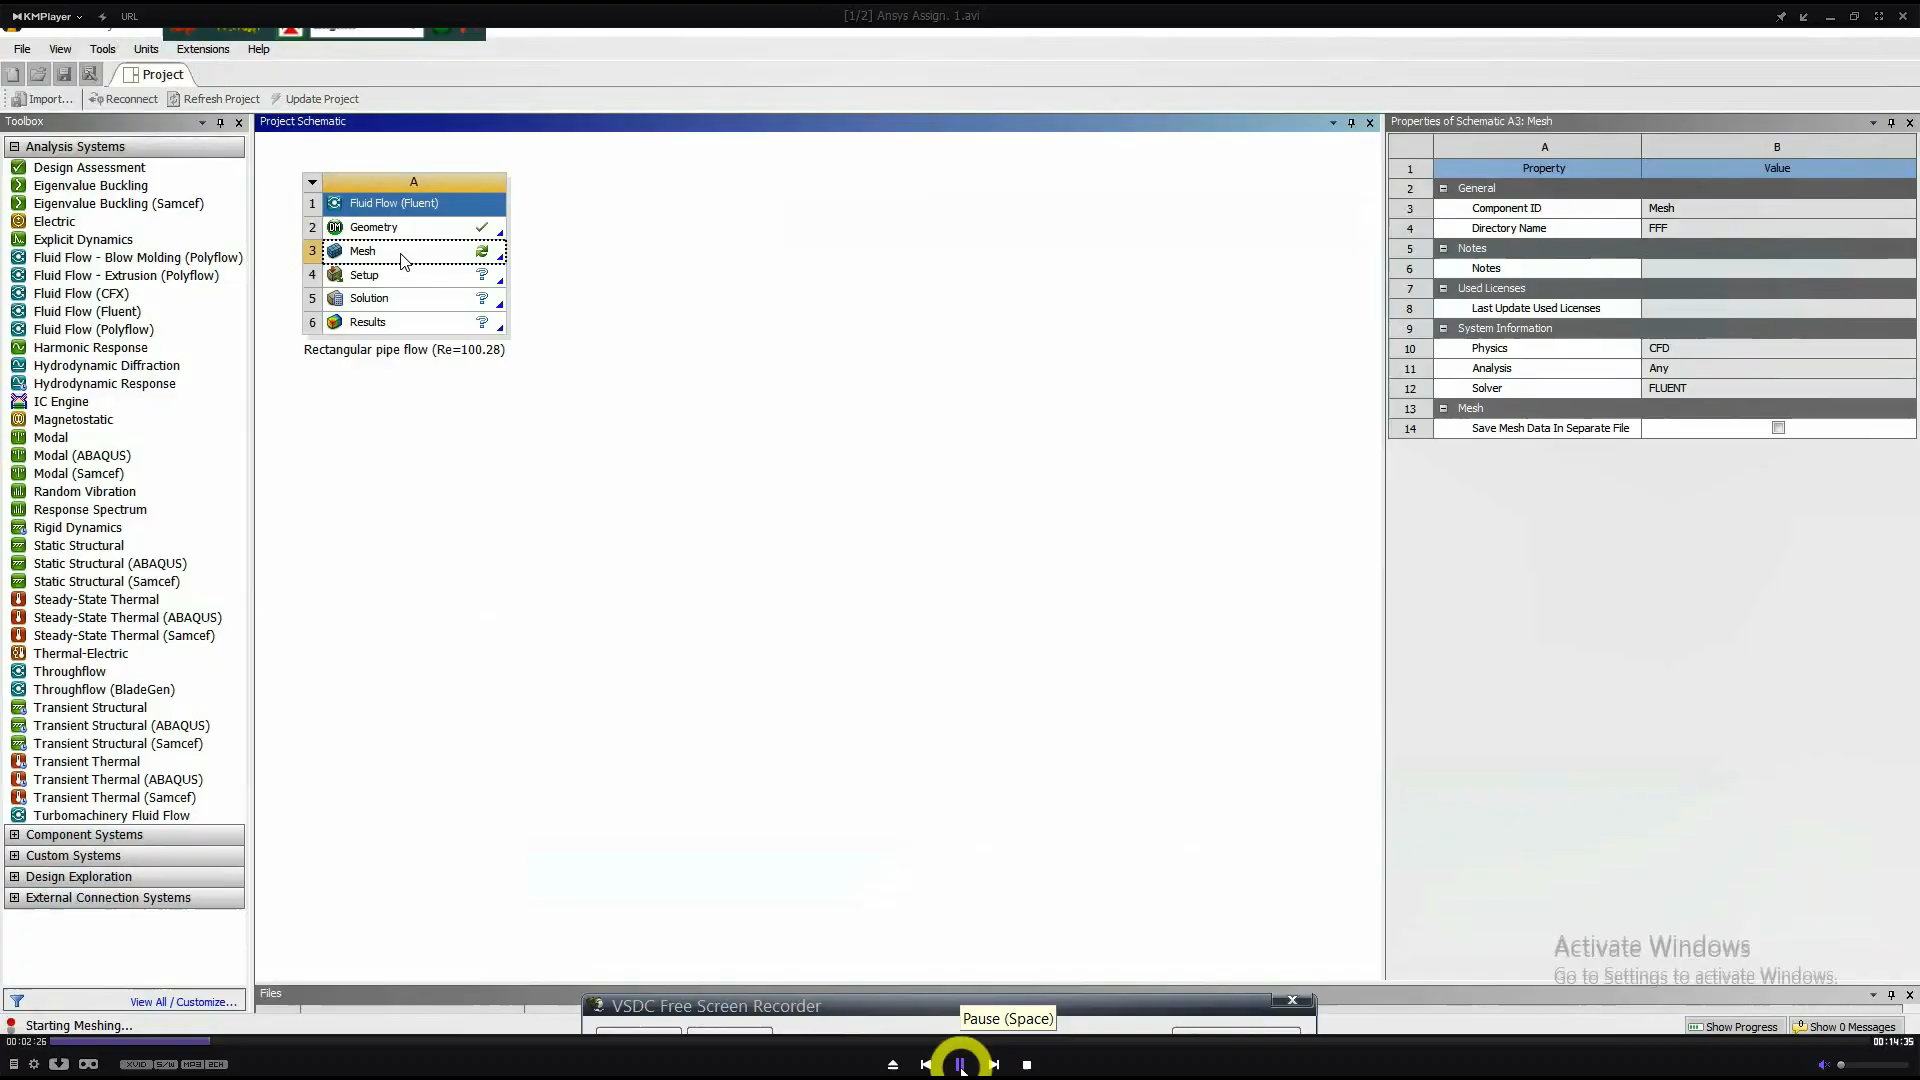 KMPlayer
URL
[1/2] Ansys Assign. 1.avi
File View Tools Units Extensions Help
Project
Import... Reconnect Refresh Project Update Project
Toolbox
Analysis Systems
Design Assessment
Eigenvalue Buckling
Eigenvalue Buckling (Samcef)
Electric
Explicit Dynamics
Fluid Flow - Blow Molding (Polyflow)
Fluid Flow - Extrusion (Polyflow)
Fluid Flow (CFX)
Fluid Flow (Fluent)
Fluid Flow (Polyflow)
Harmonic Response
Hydrodynamic Diffraction
Hydrodynamic Response
IC Engine
Magnetostatic
Modal
Modal (ABAQUS)
Modal (Samcef)
Random Vibration
Response Spectrum
Rigid Dynamics
Static Structural
Static Structural (ABAQUS)
Static Structural (Samcef)
Steady-State Thermal
Steady-State Thermal (ABAQUS)
Steady-State Thermal (Samcef)
Thermal-Electric
Throughflow
Throughflow (BladeGen)
Transient Structural
Transient Structural (ABAQUS)
Transient Structural (Samcef)
Transient Thermal
Transient Thermal (ABAQUS)
Transient Thermal (Samcef)
Turbomachinery Fluid Flow
Component Systems
Custom Systems
Design Exploration
External Connection Systems
View All / Customize...
Project Schematic
A
1 Fluid Flow (Fluent)
2 DM Geometry
3 Mesh
4 Setup ?
5 Solution ?
6 Results ?
Rectangular pipe flow (Re=100.28)
Properties of Schematic A3: Mesh
A B
1 Property Value
2 General
3 Component ID Mesh
4 Directory Name FFF
5 Notes
6 Notes
7 Used Licenses
8 Last Update Used Licenses
9 System Information
10 Physics CFD
11 Analysis Any
12 Solver FLUENT
13 Mesh
14 Save Mesh Data In Separate File
Activate Windows
Go to Settings to activate Windows.
Files
VSDC Free Screen Recorder
Pause (Space)
Starting Meshing...
Show Progress Show 0 Messages
00:02:26
00:14:35
XVID S/W MP3 2CH